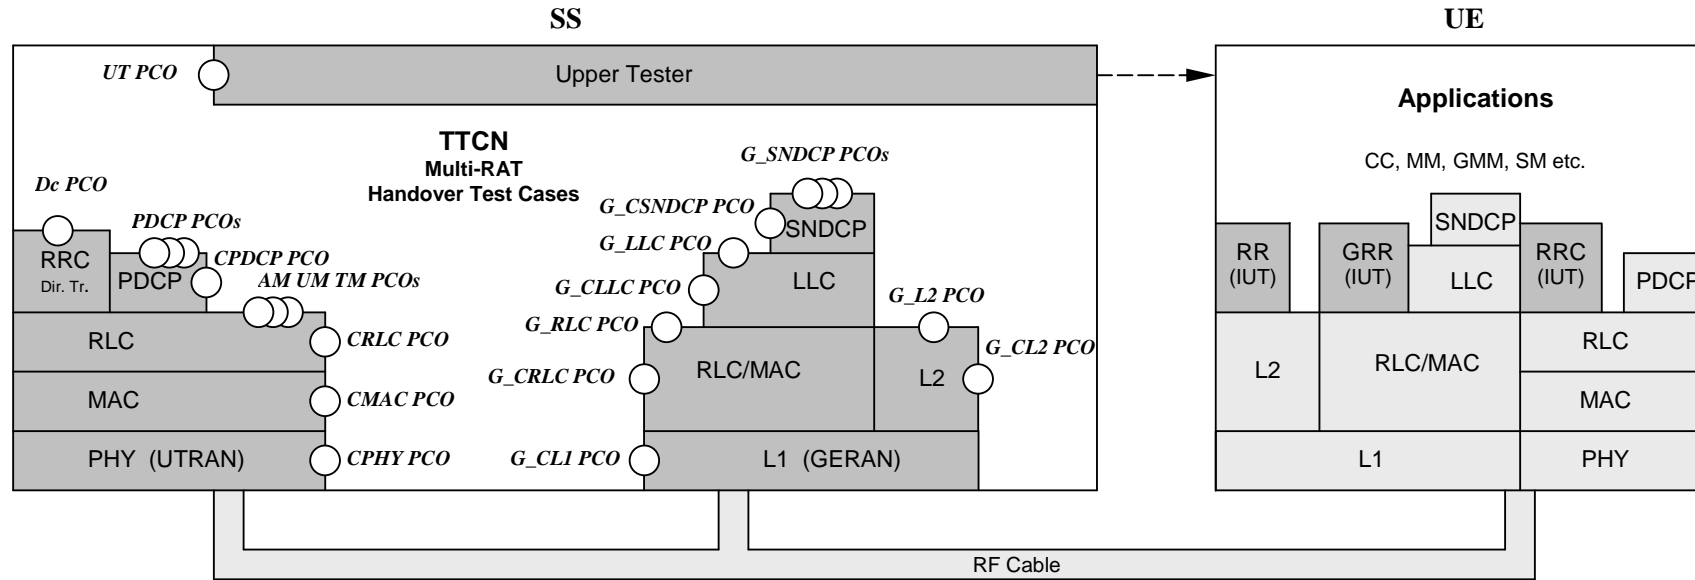 SS
UE
UT PCO
Upper Tester
Applications
TTCN
Multi-RAT
Handover Test Cases
G_SNDCP PCOs
CC, MM, GMM, SM etc.
Dc PCO
PDCP PCOs
G_CSNDCP PCO
SNDCP
SNDCP
RRC
Dir. Tr.
PDCP
CPDCP PCO
AM UM TM PCOs
G_LLC PCO
G_CLLC PCO
LLC
G_L2 PCO
RR
(IUT)
GRR
(IUT)
LLC
RRC
(IUT)
PDCP
RLC
CRLC PCO
G_RLC PCO
G_CRLC PCO
RLC/MAC
L2
G_CL2 PCO
L2
RLC/MAC
RLC
MAC
CMAC PCO
MAC
PHY (UTRAN)
CPHY PCO
G_CL1 PCO
L1 (GERAN)
L1
PHY
RF Cable